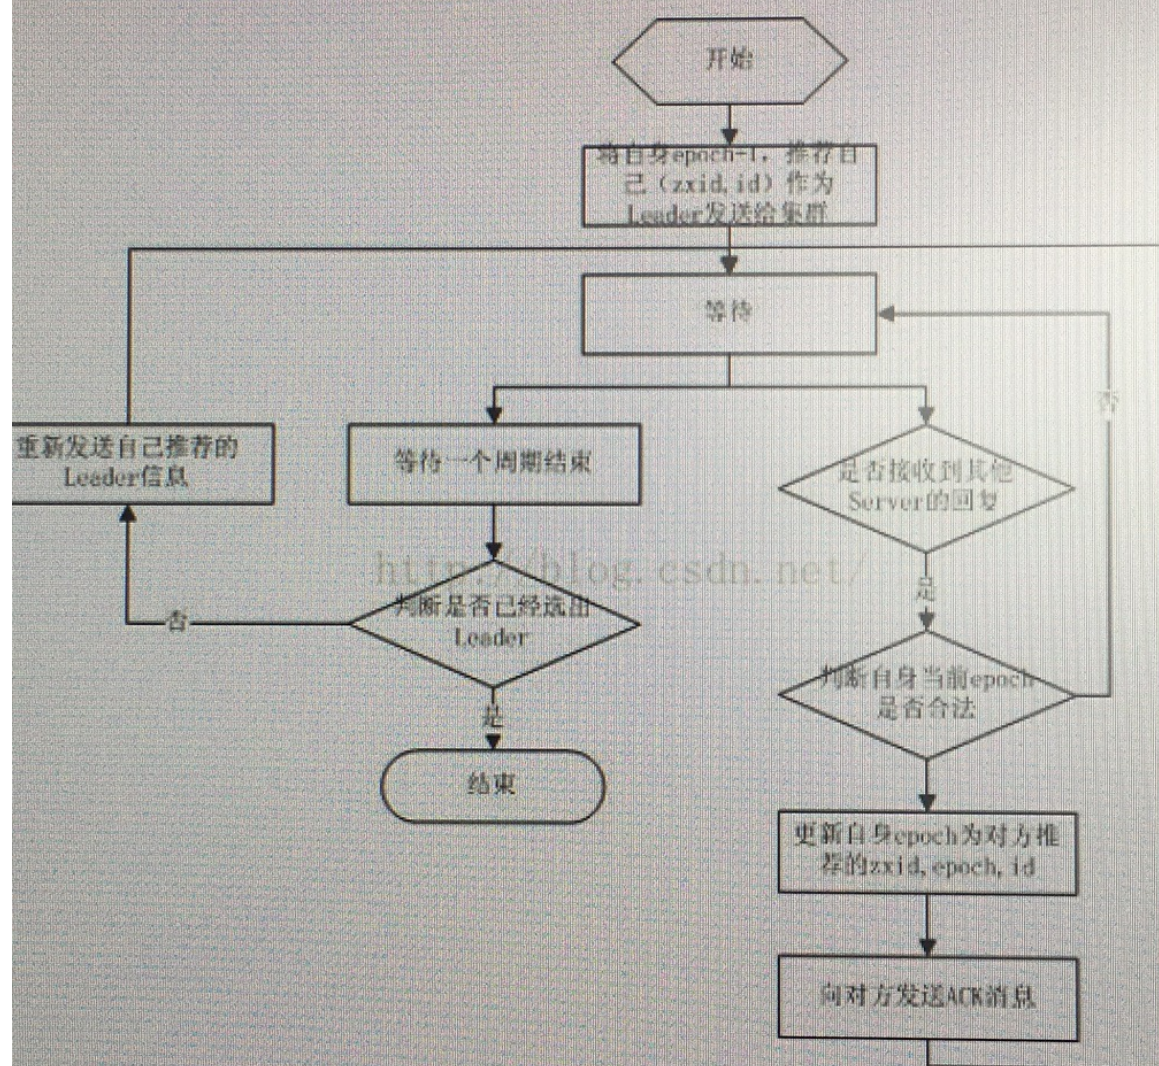 开始
将自身epoch+1，推荐自
己（zxid,id）作为
Leader发送给集群
等待
否
重新发送自己推荐的
Leader信息
等待一个周期结束
是否接收到其他
Server的回复
http://blog.csdn.net/
是
判断是否已经选出
Leader
否
判断自身当前epoch
是否合法
是
结束
更新自身epoch为对方推
荐的zxid,epoch,id
向对方发送ACK消息